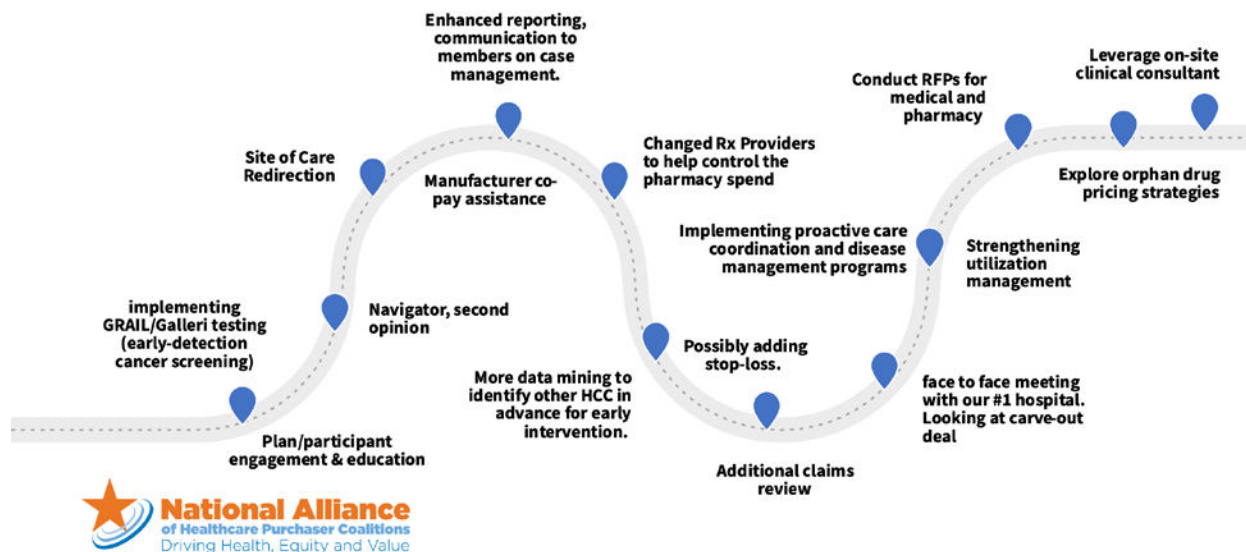 Enhanced reporting,
communication to
members on case
management.
Leverage on-site
clinical consultant
Conduct RFPs for
medical and
pharmacy
Site of Care
Redirection
Manufacturer co-
pay assistance
Changed Rx Providers
to help control the
pharmacy spend
Explore orphan drug
pricing strategies
Implementing proactive care
coordination and disease
management programs
Strengthening
utilization
management
implementing
GRAIL/Galleri testing
(early-detection
cancer screening)
Navigator, second
opinion
Possibly adding
stop-loss.
More data mining to
identify other HCC in
advance for early
intervention.
face to face meeting
with our #1 hospital.
Looking at carve-out
deal
Plan/participant
engagement & education
Additional claims
review
National Alliance
of Healthcare Purchaser Coalitions
Driving Health, Equity and Value